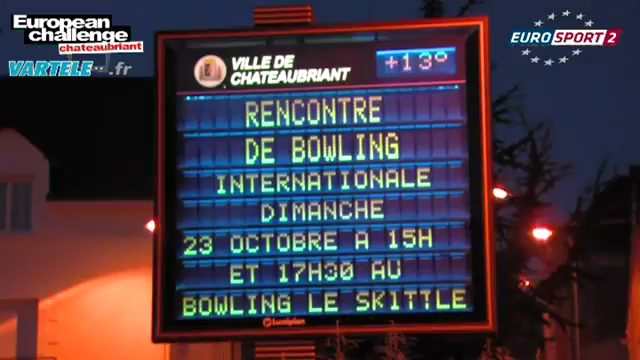 European
challenge
chateaubriant
VARTELE.fr
EUROSPORT 2
VILLE DE
CHATEAUBRIANT
+13°
RENCONTRE
DE BOWLING
INTERNATIONALE
DIMANCHE
23 OCTOBRE A 15H
ET 17H30 AU
BOWLING LE SKITTLE